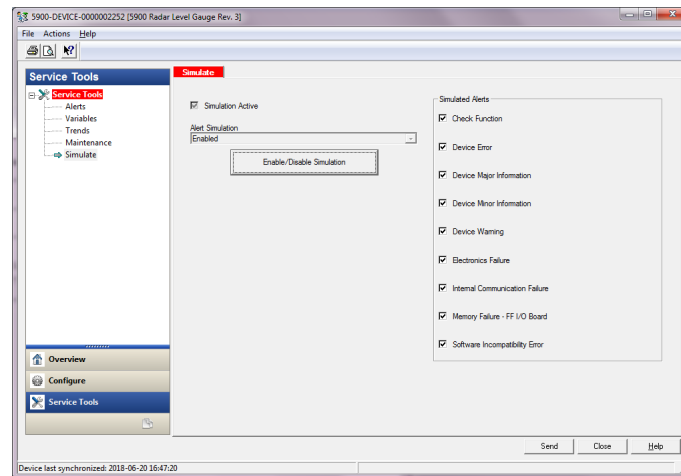 5900-DEVICE-0000002252 [5900 Radar Level Gauge Rev. 3]
File Actions Help
Service Tools
Service Tools
Alerts
Variables
Trends
Maintenance
Simulate
Overview
Configure
Service Tools
Simulate
Simulation Active
Alert Simulation
Enabled
Enable/Disable Simulation
Simulated Alerts
Check Function
Device Error
Device Major Information
Device Minor Information
Device Warning
Electronics Failure
Internal Communication Failure
Memory Failure - FF I/O Board
Software Incompatibility Error
Send Close Help
Device last synchronized: 2018-06-20 16:47:20